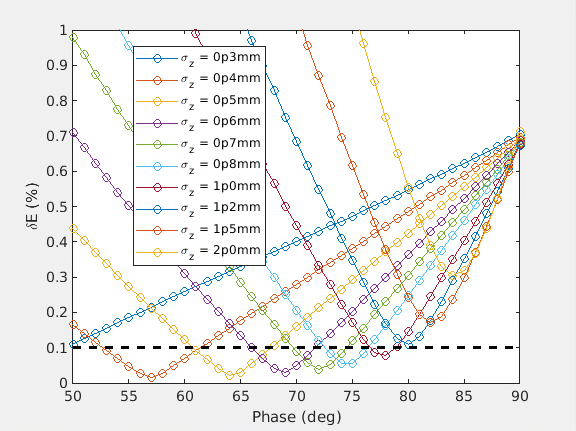 1
0.9
0.8
0.7
0.6
0.5
0.4
0.3
0.2
0.1
0
δE (%)
σz = 0p3mm
σz = 0p4mm
σz = 0p5mm
σz = 0p6mm
σz = 0p7mm
σz = 0p8mm
σz = 1p0mm
σz = 1p2mm
σz = 1p5mm
σz = 2p0mm
50 55 60 65 70 75 80 85 90
Phase (deg)